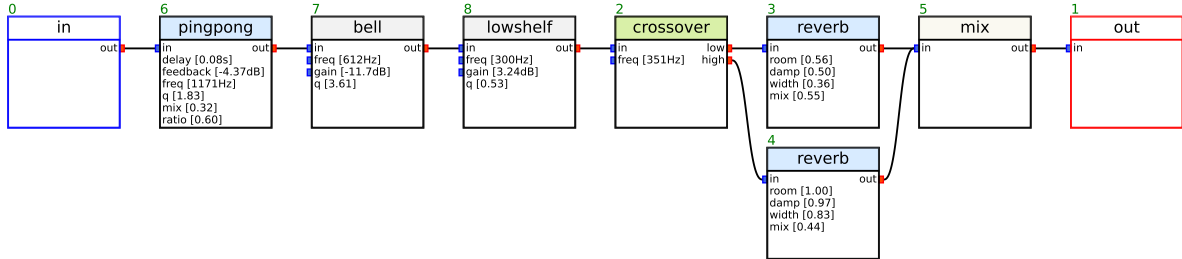 0
in
out
6
pingpong
in out
delay [0.08s]
feedback [-4.37dB]
freq [1171Hz]
q [1.83]
mix [0.32]
ratio [0.60]
7
bell
in out
freq [612Hz]
gain [-11.7dB]
q [3.61]
8
lowshelf
in out
freq [300Hz]
gain [3.24dB]
q [0.53]
2
crossover
in low
freq [351Hz] high
3
reverb
in out
room [0.56]
damp [0.50]
width [0.36]
mix [0.55]
5
mix
in out
1
out
in
4
reverb
in out
room [1.00]
damp [0.97]
width [0.83]
mix [0.44]